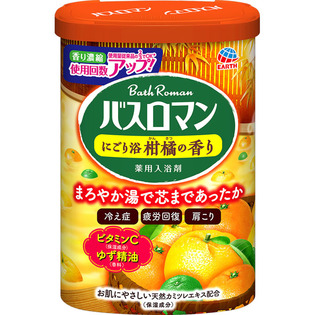 香り濃縮
使用回数
アップ!
EARTH
Bath Roman
バスロマン
かん きつ
にごり浴 柑橘の香り
薬用入浴剤
まろやか湯で芯まであったか
冷え症 疲労回復 肩こり
ビタミンC
(保湿成分)
ゆず精油
(香料)
お肌にやさしい天然カミツレエキス配合
(保湿成分)